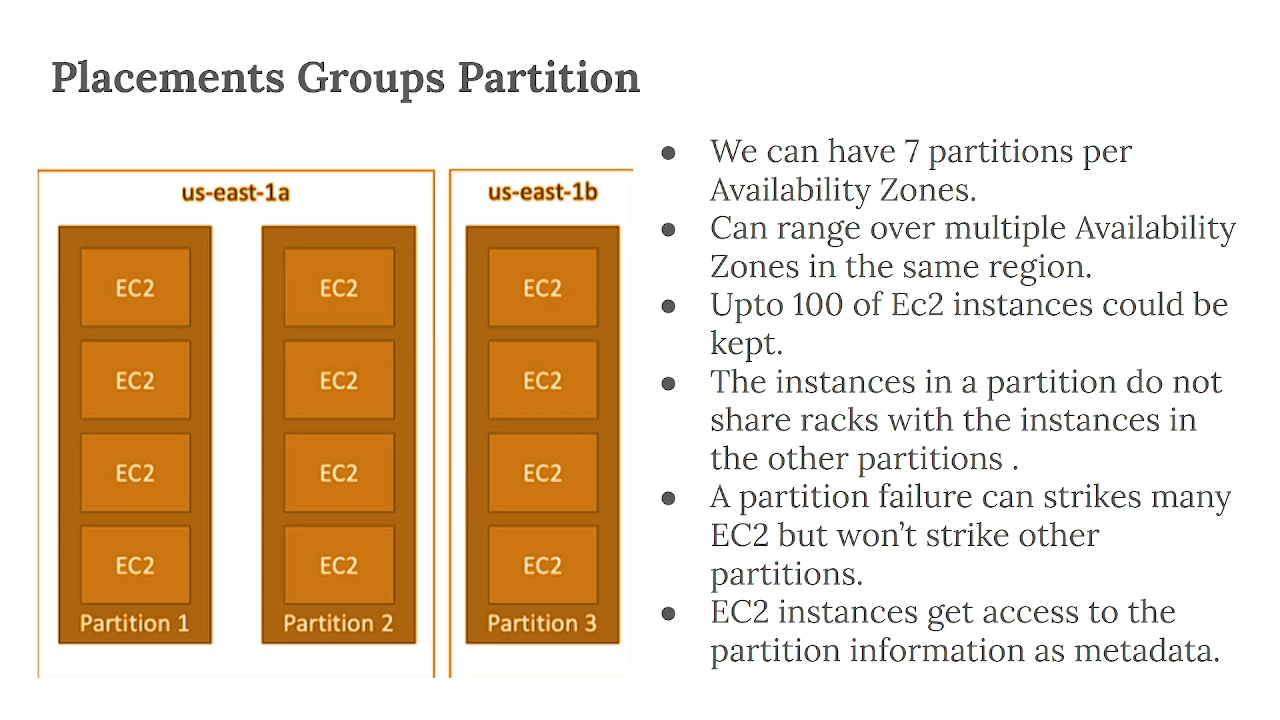 Placements Groups Partition
us-east-1a
EC2
EC2
EC2
EC2
Partition 1
EC2
EC2
EC2
EC2
Partition 2
us-east-1b
EC2
EC2
EC2
EC2
Partition 3
● We can have 7 partitions per
Availability Zones.
● Can range over multiple Availability
Zones in the same region.
● Upto 100 of Ec2 instances could be
kept.
● The instances in a partition do not
share racks with the instances in
the other partitions .
● A partition failure can strikes many
EC2 but won’t strike other
partitions.
● EC2 instances get access to the
partition information as metadata.